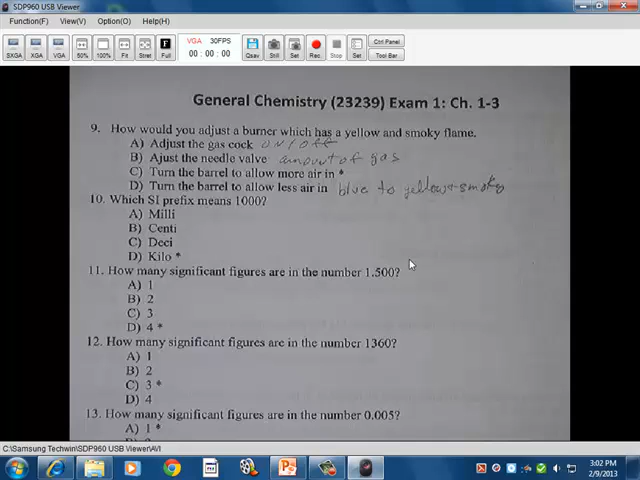 SDP960 USB Viewer
Function(F) View(V) Option(O) Help(H)
VGA 30FPS
00 : 00 : 00
SXGA XGA VGA 50% 100% Fit Stret Full Qsav Still Set Rec Stop Set
Ctrl Panel
Tool Bar
General Chemistry (23239) Exam 1: Ch. 1-3
9. How would you adjust a burner which has a yellow and smoky flame.
A) Adjust the gas cock on/off
B) Ajust the needle valve amount of gas
C) Turn the barrel to allow more air in *
D) Turn the barrel to allow less air in blue to yellow+smoky
10. Which SI prefix means 1000?
A) Milli
B) Centi
C) Deci
D) Kilo *
11. How many significant figures are in the number 1.500?
A) 1
B) 2
C) 3
D) 4 *
12. How many significant figures are in the number 1360?
A) 1
B) 2
C) 3 *
D) 4
13. How many significant figures are in the number 0.005?
A) 1 *
C:\Samsung Techwin\SDP960 USB Viewer\AVI
3:02 PM
2/9/2013